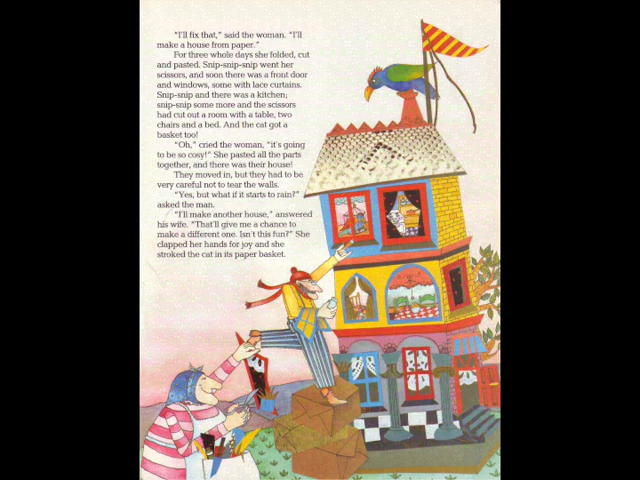 "I'll fix that," said the woman. "I'll
make a house from paper."
For three whole days she folded, cut
and pasted. Snip-snip-snip went her
scissors, and soon there was a front door
and windows, some with lace curtains.
Snip-snip and there was a kitchen;
snip-snip some more and the scissors
had cut out a room with a table, two
chairs and a bed. And the cat got a
basket too!
"Oh," cried the woman, "it's going
to be so cosy!" She pasted all the parts
together, and there was their house!
They moved in, but they had to be
very careful not to tear the walls.
"Yes, but what if it starts to rain?"
asked the man.
"I'll make another house," answered
his wife. "That'll give me a chance to
make a different one. Isn't this fun?" She
clapped her hands for joy and she
stroked the cat in its paper basket.